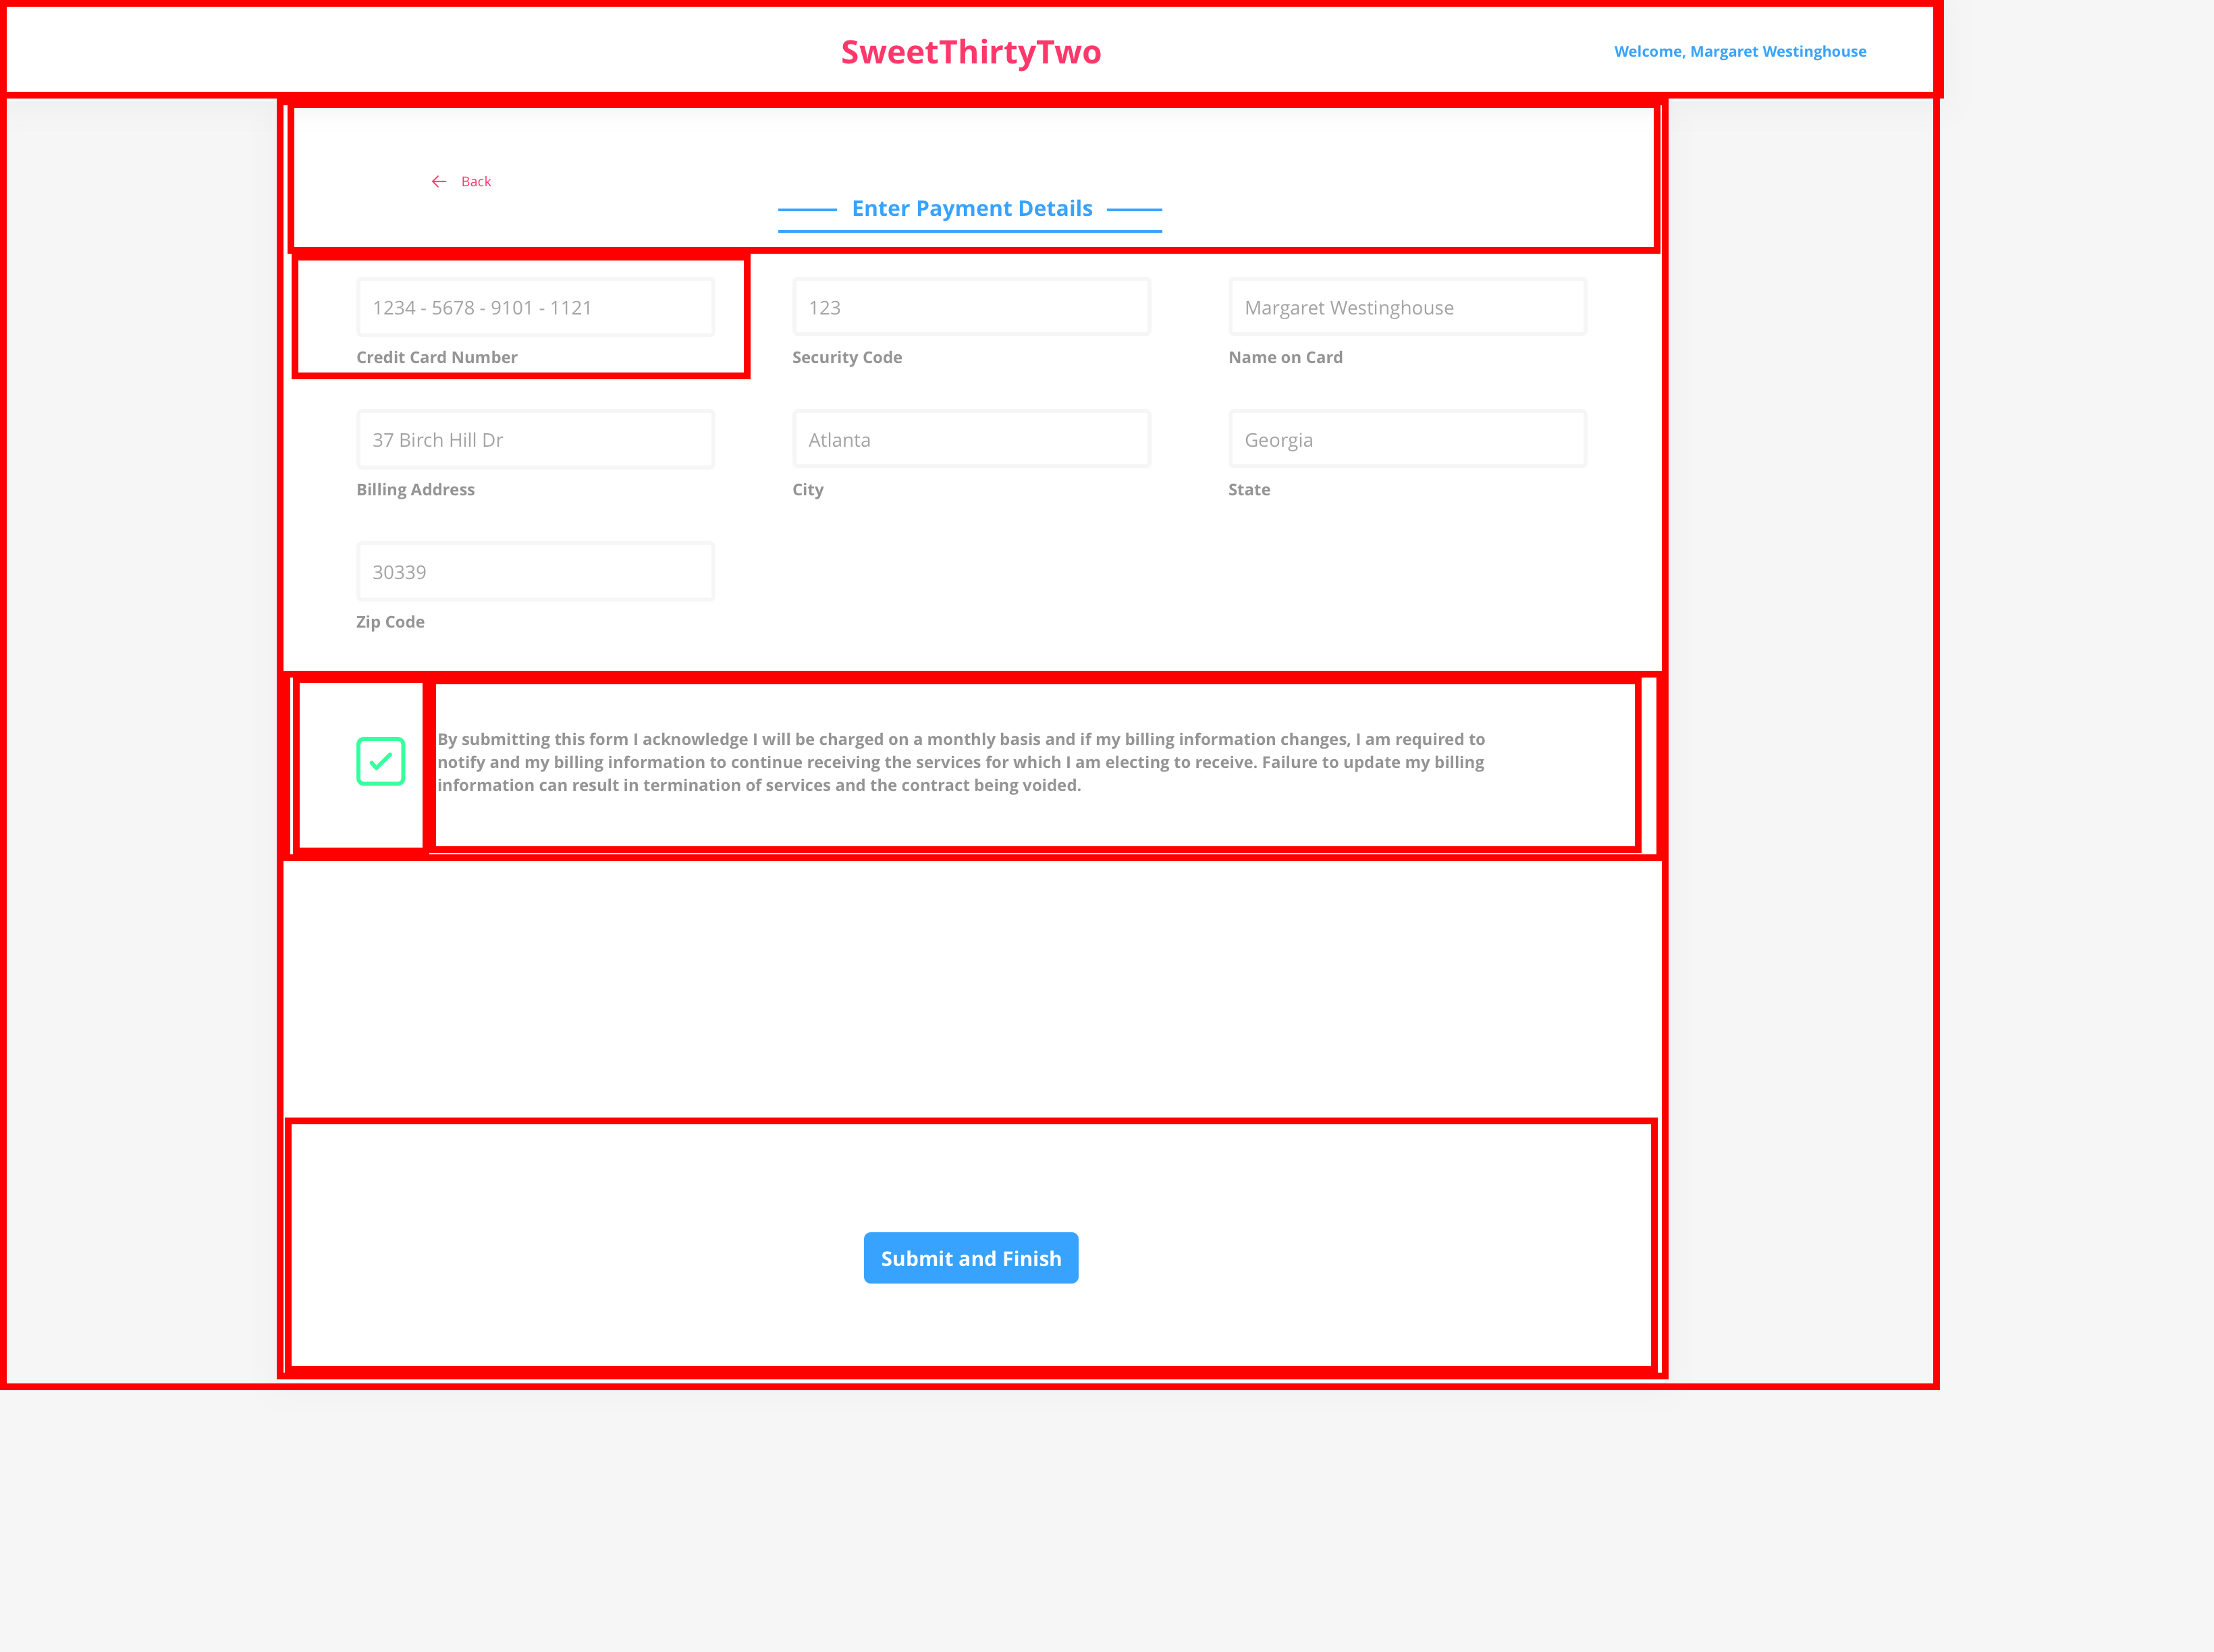 SweetThirtyTwo
Welcome, Margaret Westinghouse
Back
Enter Payment Details
1234 - 5678 - 9101 - 1121
123
Margaret Westinghouse
Credit Card Number
Security Code
Name on Card
37 Birch Hill Dr
Atlanta
Georgia
Billing Address
City
State
30339
Zip Code
By submitting this form I acknowledge I will be charged on a monthly basis and if my billing information changes, I am required to
notify and my billing information to continue receiving the services for which I am electing to receive. Failure to update my billing
information can result in termination of services and the contract being voided.
Submit and Finish